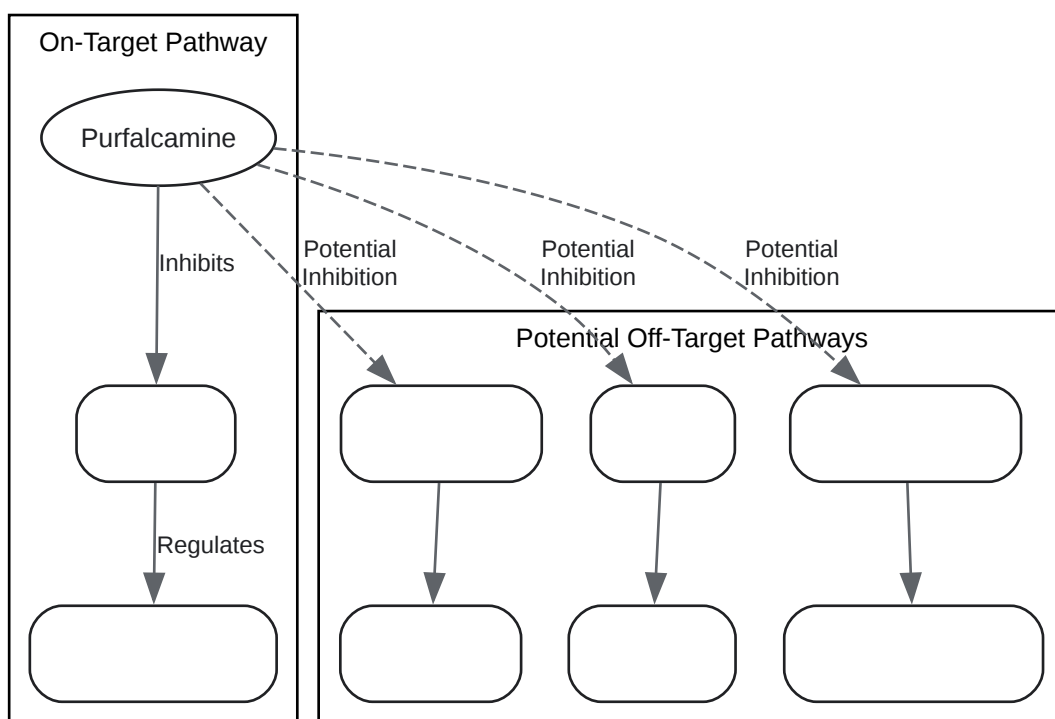 On-Target Pathway
Purfalcamine
Inhibits
Potential
Inhibition
Potential
Inhibition
Potential
Inhibition
Potential Off-Target Pathways
Regulates